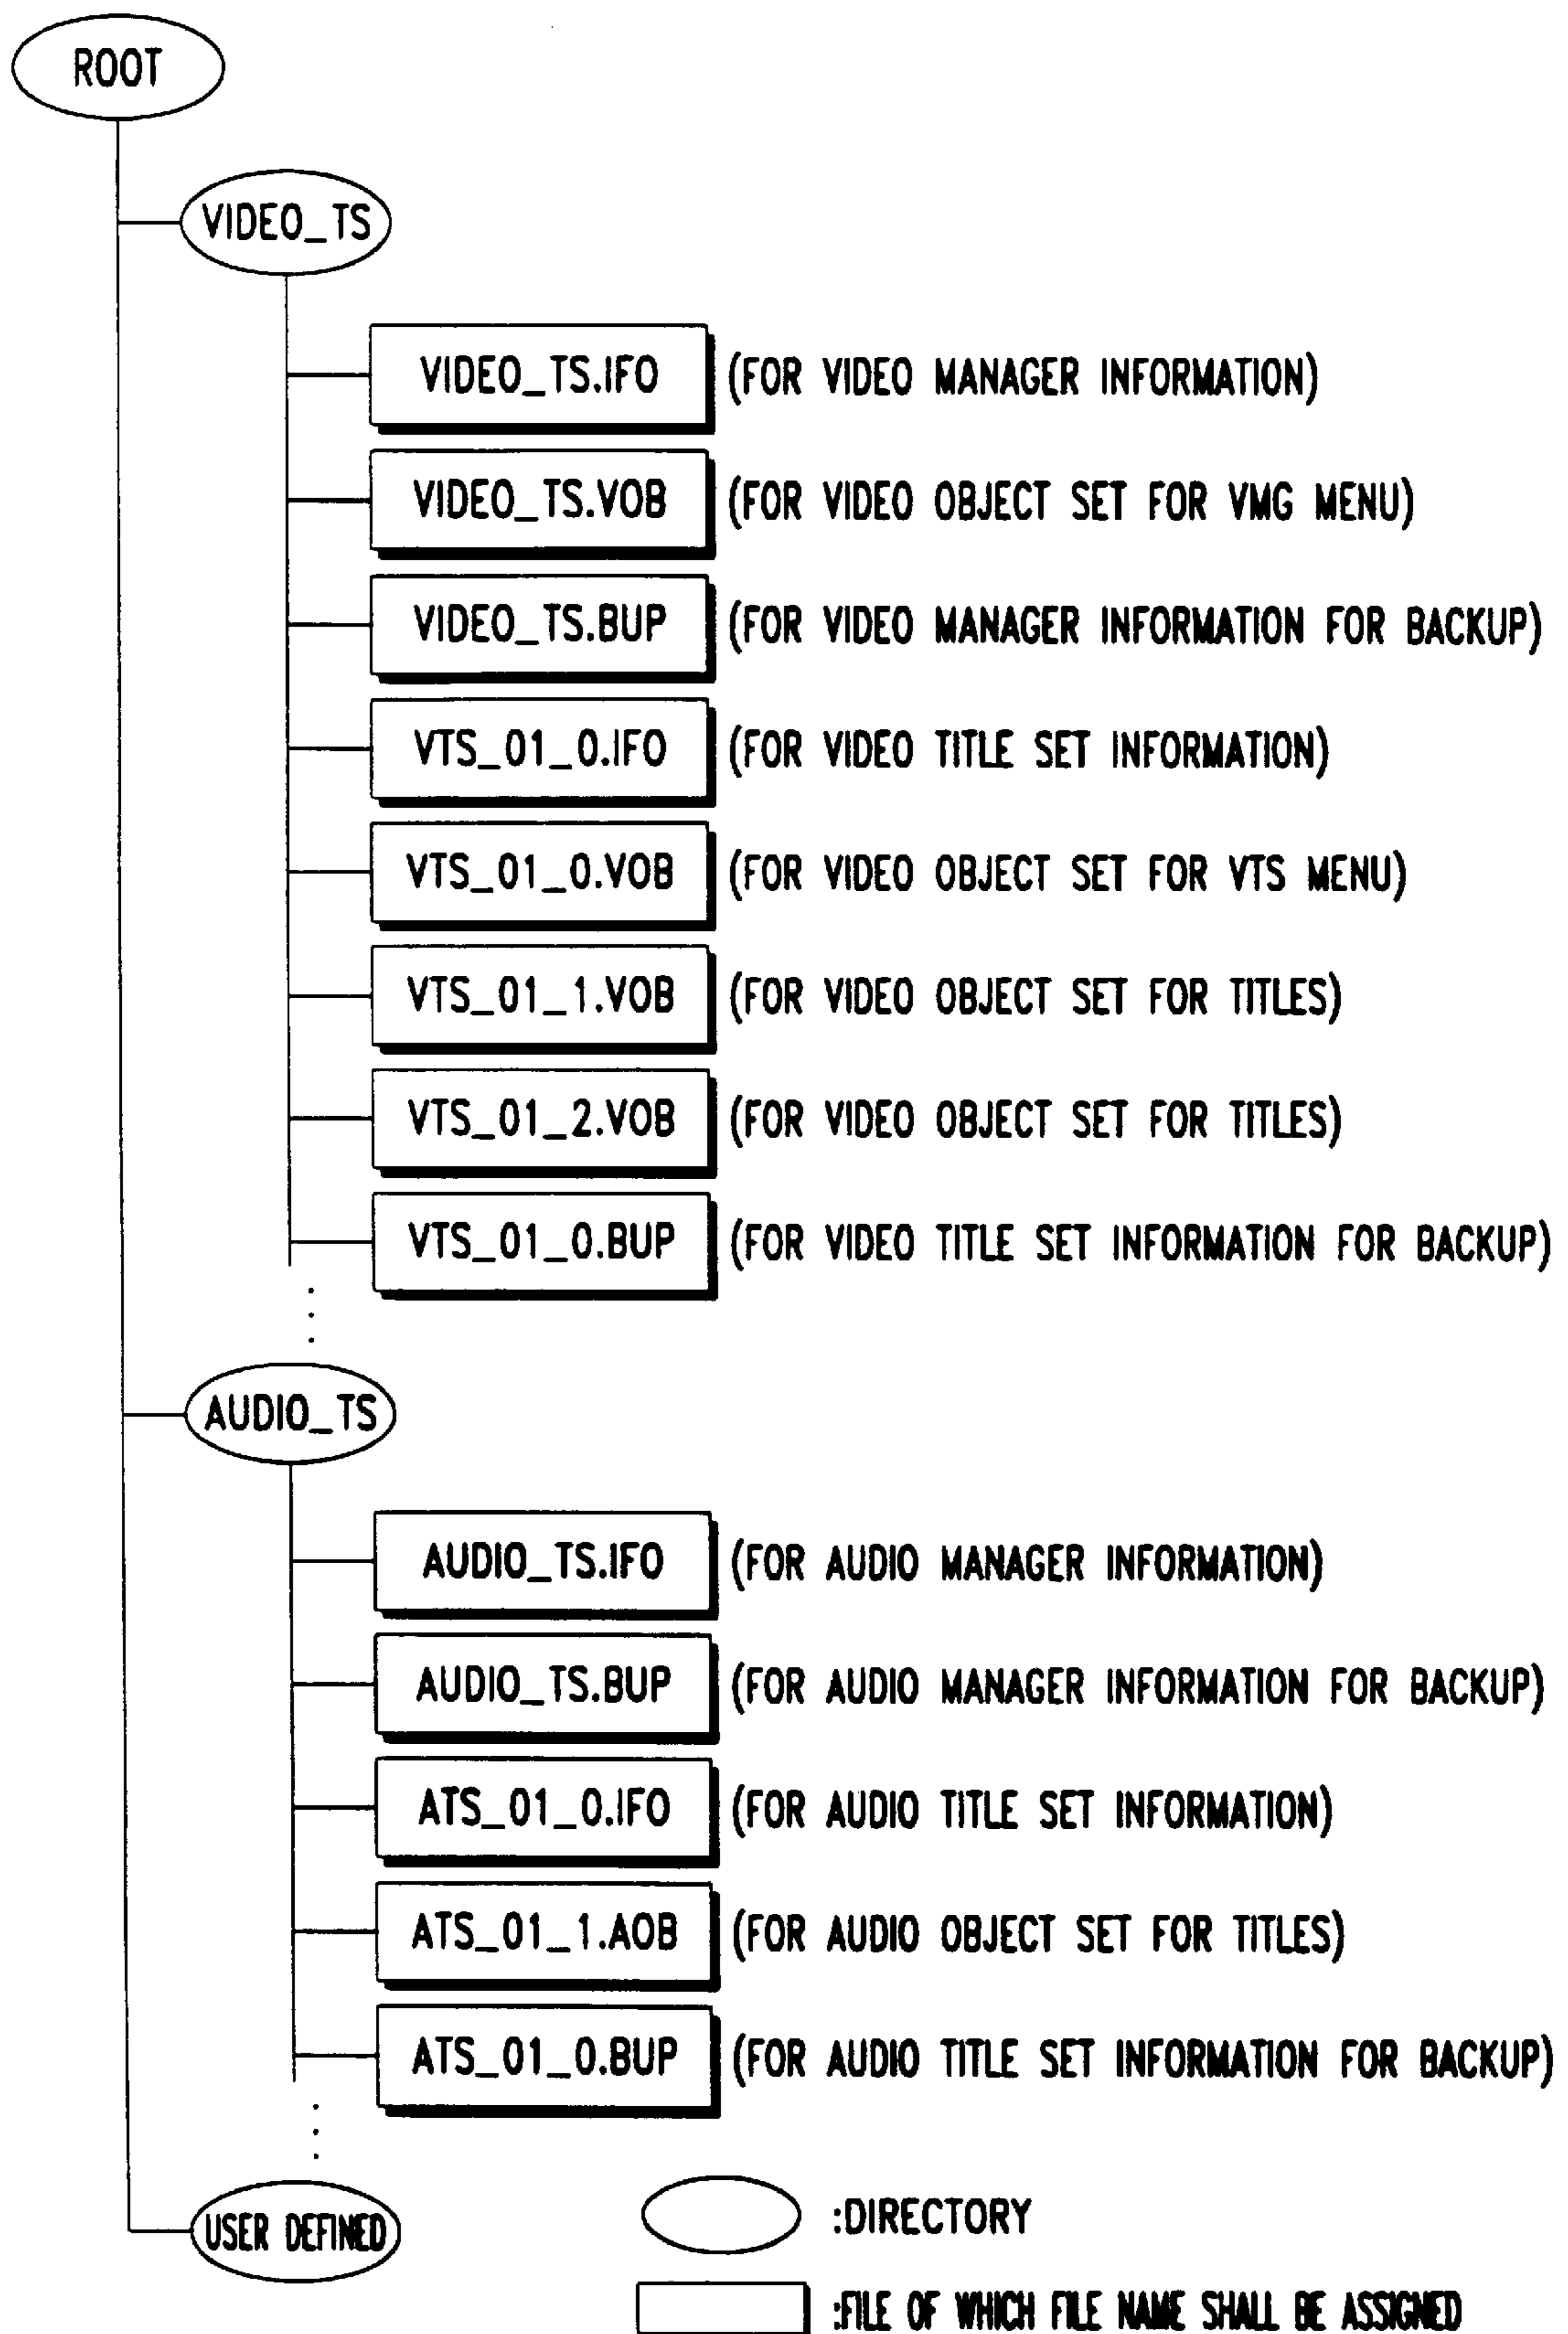 ROOT
VIDEO_TS
VIDEO_TS.IFO (FOR VIDEO MANAGER INFORMATION)
VIDEO_TS.VOB (FOR VIDEO OBJECT SET FOR VMG MENU)
VIDEO_TS.BUP (FOR VIDEO MANAGER INFORMATION FOR BACKUP)
VTS_01_0.IFO (FOR VIDEO TITLE SET INFORMATION)
VTS_01_0.VOB (FOR VIDEO OBJECT SET FOR VTS MENU)
VTS_01_1.VOB (FOR VIDEO OBJECT SET FOR TITLES)
VTS_01_2.VOB (FOR VIDEO OBJECT SET FOR TITLES)
VTS_01_0.BUP (FOR VIDEO TITLE SET INFORMATION FOR BACKUP)
AUDIO_TS
AUDIO_TS.IFO (FOR AUDIO MANAGER INFORMATION)
AUDIO_TS.BUP (FOR AUDIO MANAGER INFORMATION FOR BACKUP)
ATS_01_0.IFO (FOR AUDIO TITLE SET INFORMATION)
ATS_01_1.AOB (FOR AUDIO OBJECT SET FOR TITLES)
ATS_01_0.BUP (FOR AUDIO TITLE SET INFORMATION FOR BACKUP)
USER DEFINED
:DIRECTORY
:FILE OF WHICH FILE NAME SHALL BE ASSIGNED